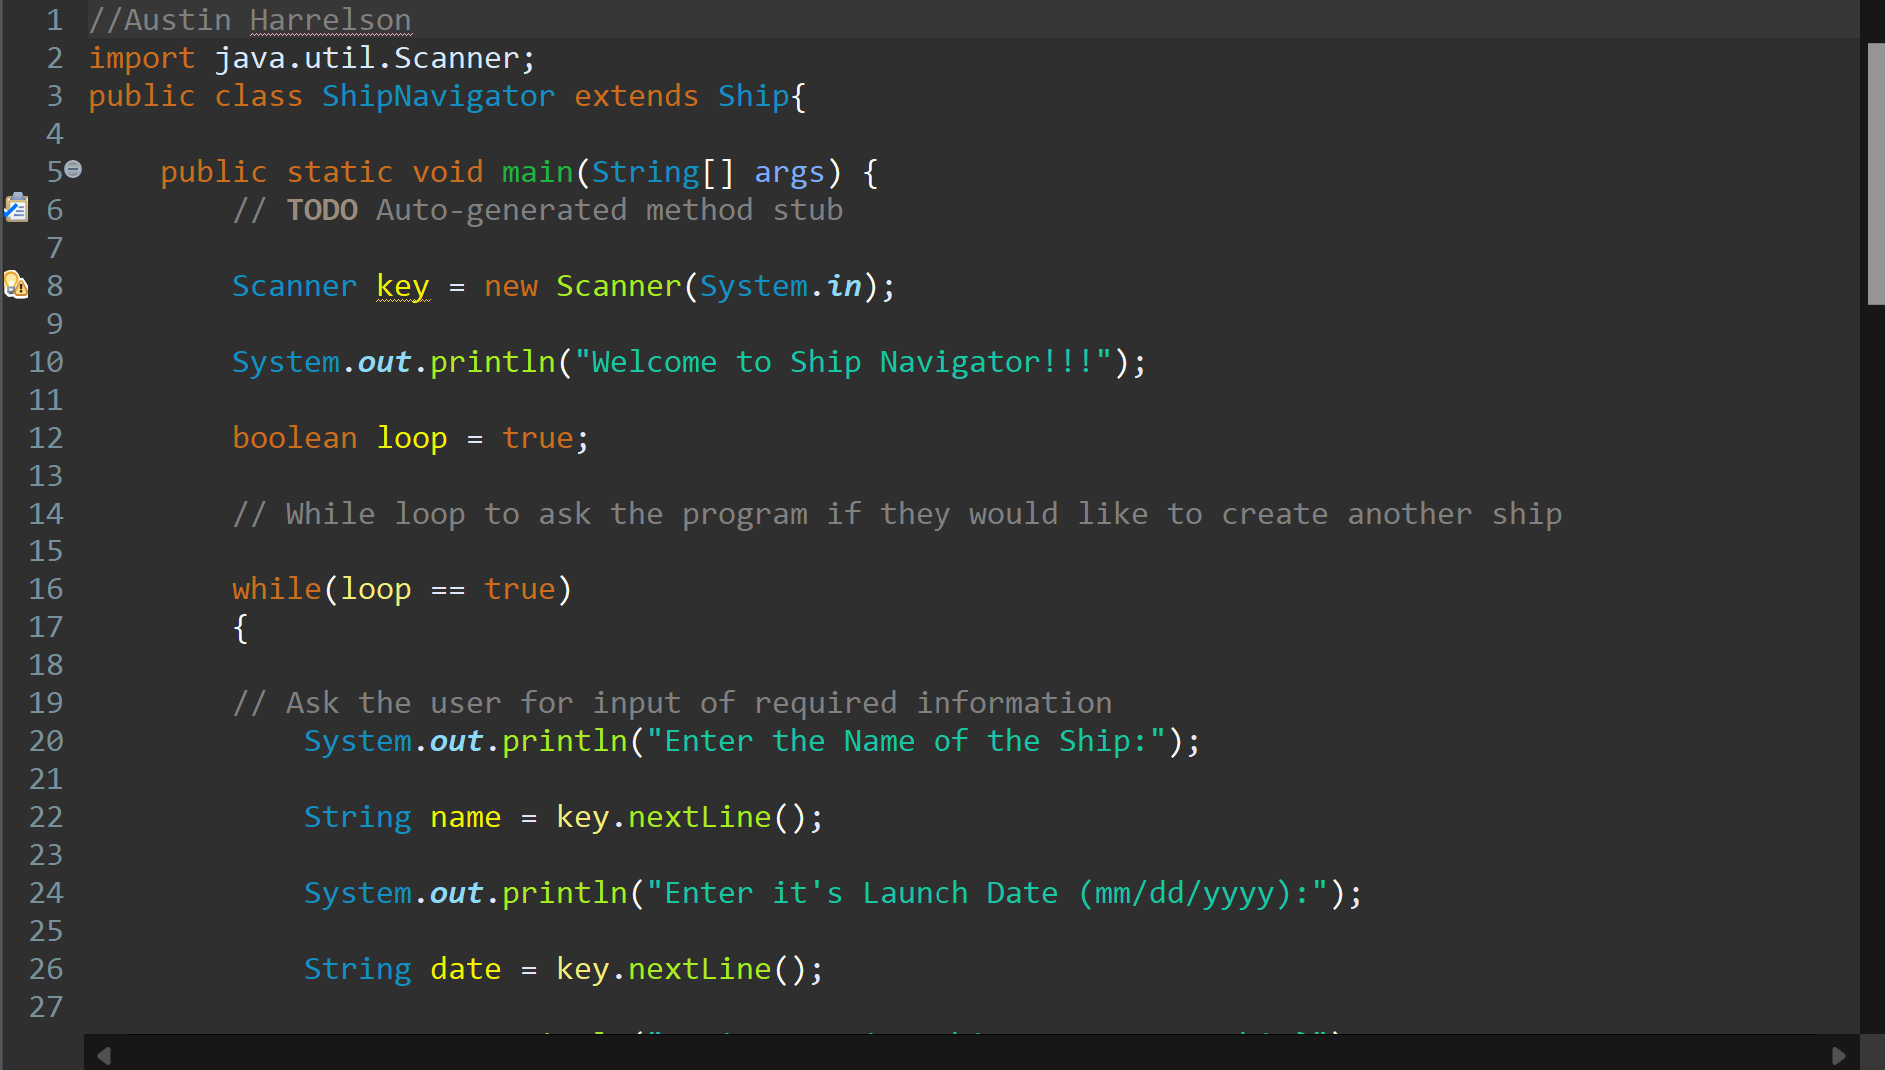 1 //Austin Harrelson
2 import java.util.Scanner;
3 public class ShipNavigator extends Ship{
4
5 public static void main(String[] args) {
6 // TODO Auto-generated method stub
7
8 Scanner key = new Scanner(System.in);
9
10 System.out.println("Welcome to Ship Navigator!!!");
11
12 boolean loop = true;
13
14 // While loop to ask the program if they would like to create another ship
15
16 while(loop == true)
17 {
18
19 // Ask the user for input of required information
20 System.out.println("Enter the Name of the Ship:");
21
22 String name = key.nextLine();
23
24 System.out.println("Enter it's Launch Date (mm/dd/yyyy):");
25
26 String date = key.nextLine();
27